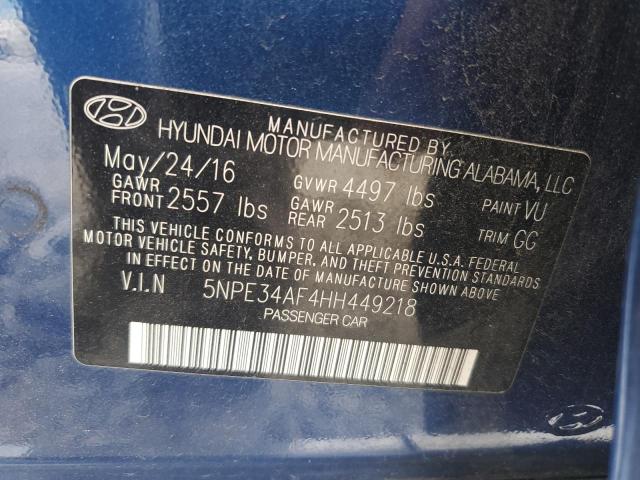 MANUFACTURED BY
HYUNDAI MOTOR MANUFACTURING ALABAMA, LLC
May/24/16 GVWR 4497 lbs PAINT VU
GAWR FRONT 2557 lbs GAWR REAR 2513 lbs TRIM GG
THIS VEHICLE CONFORMS TO ALL APPLICABLE U.S.A. FEDERAL
MOTOR VEHICLE SAFETY, BUMPER, AND THEFT PREVENTION STANDARDS
IN EFFECT ON THE DATE OF MANUFACTURE SHOWN ABOVE
V.I.N 5NPE34AF4HH449218
PASSENGER CAR